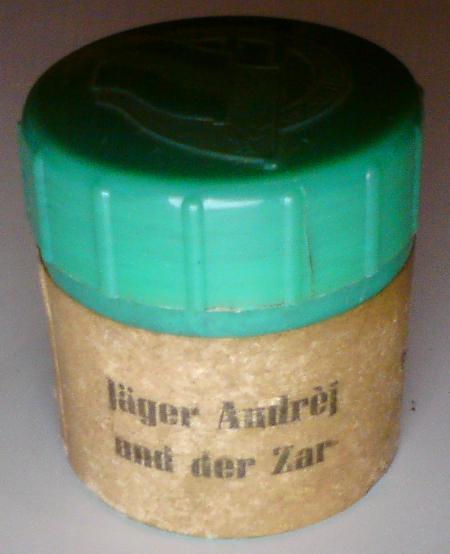 Jäger Andrèj
und der Zar